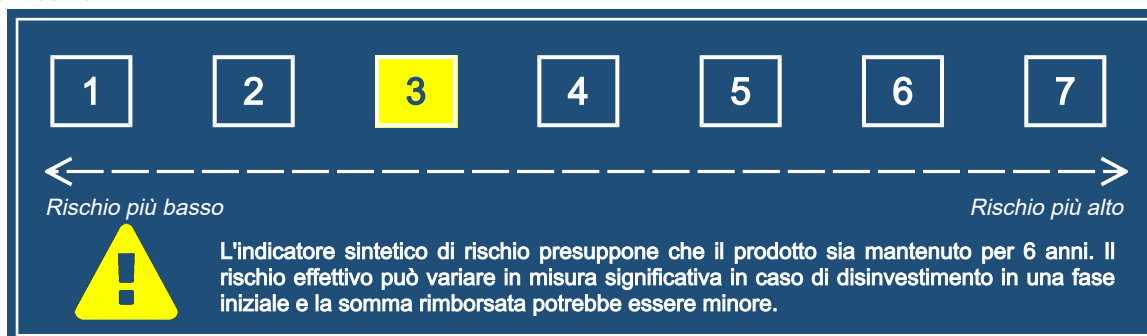 1 2 3 4 5 6 7
Rischio più basso Rischio più alto
L'indicatore sintetico di rischio presuppone che il prodotto sia mantenuto per 6 anni. Il
rischio effettivo può variare in misura significativa in caso di disinvestimento in una fase
iniziale e la somma rimborsata potrebbe essere minore.